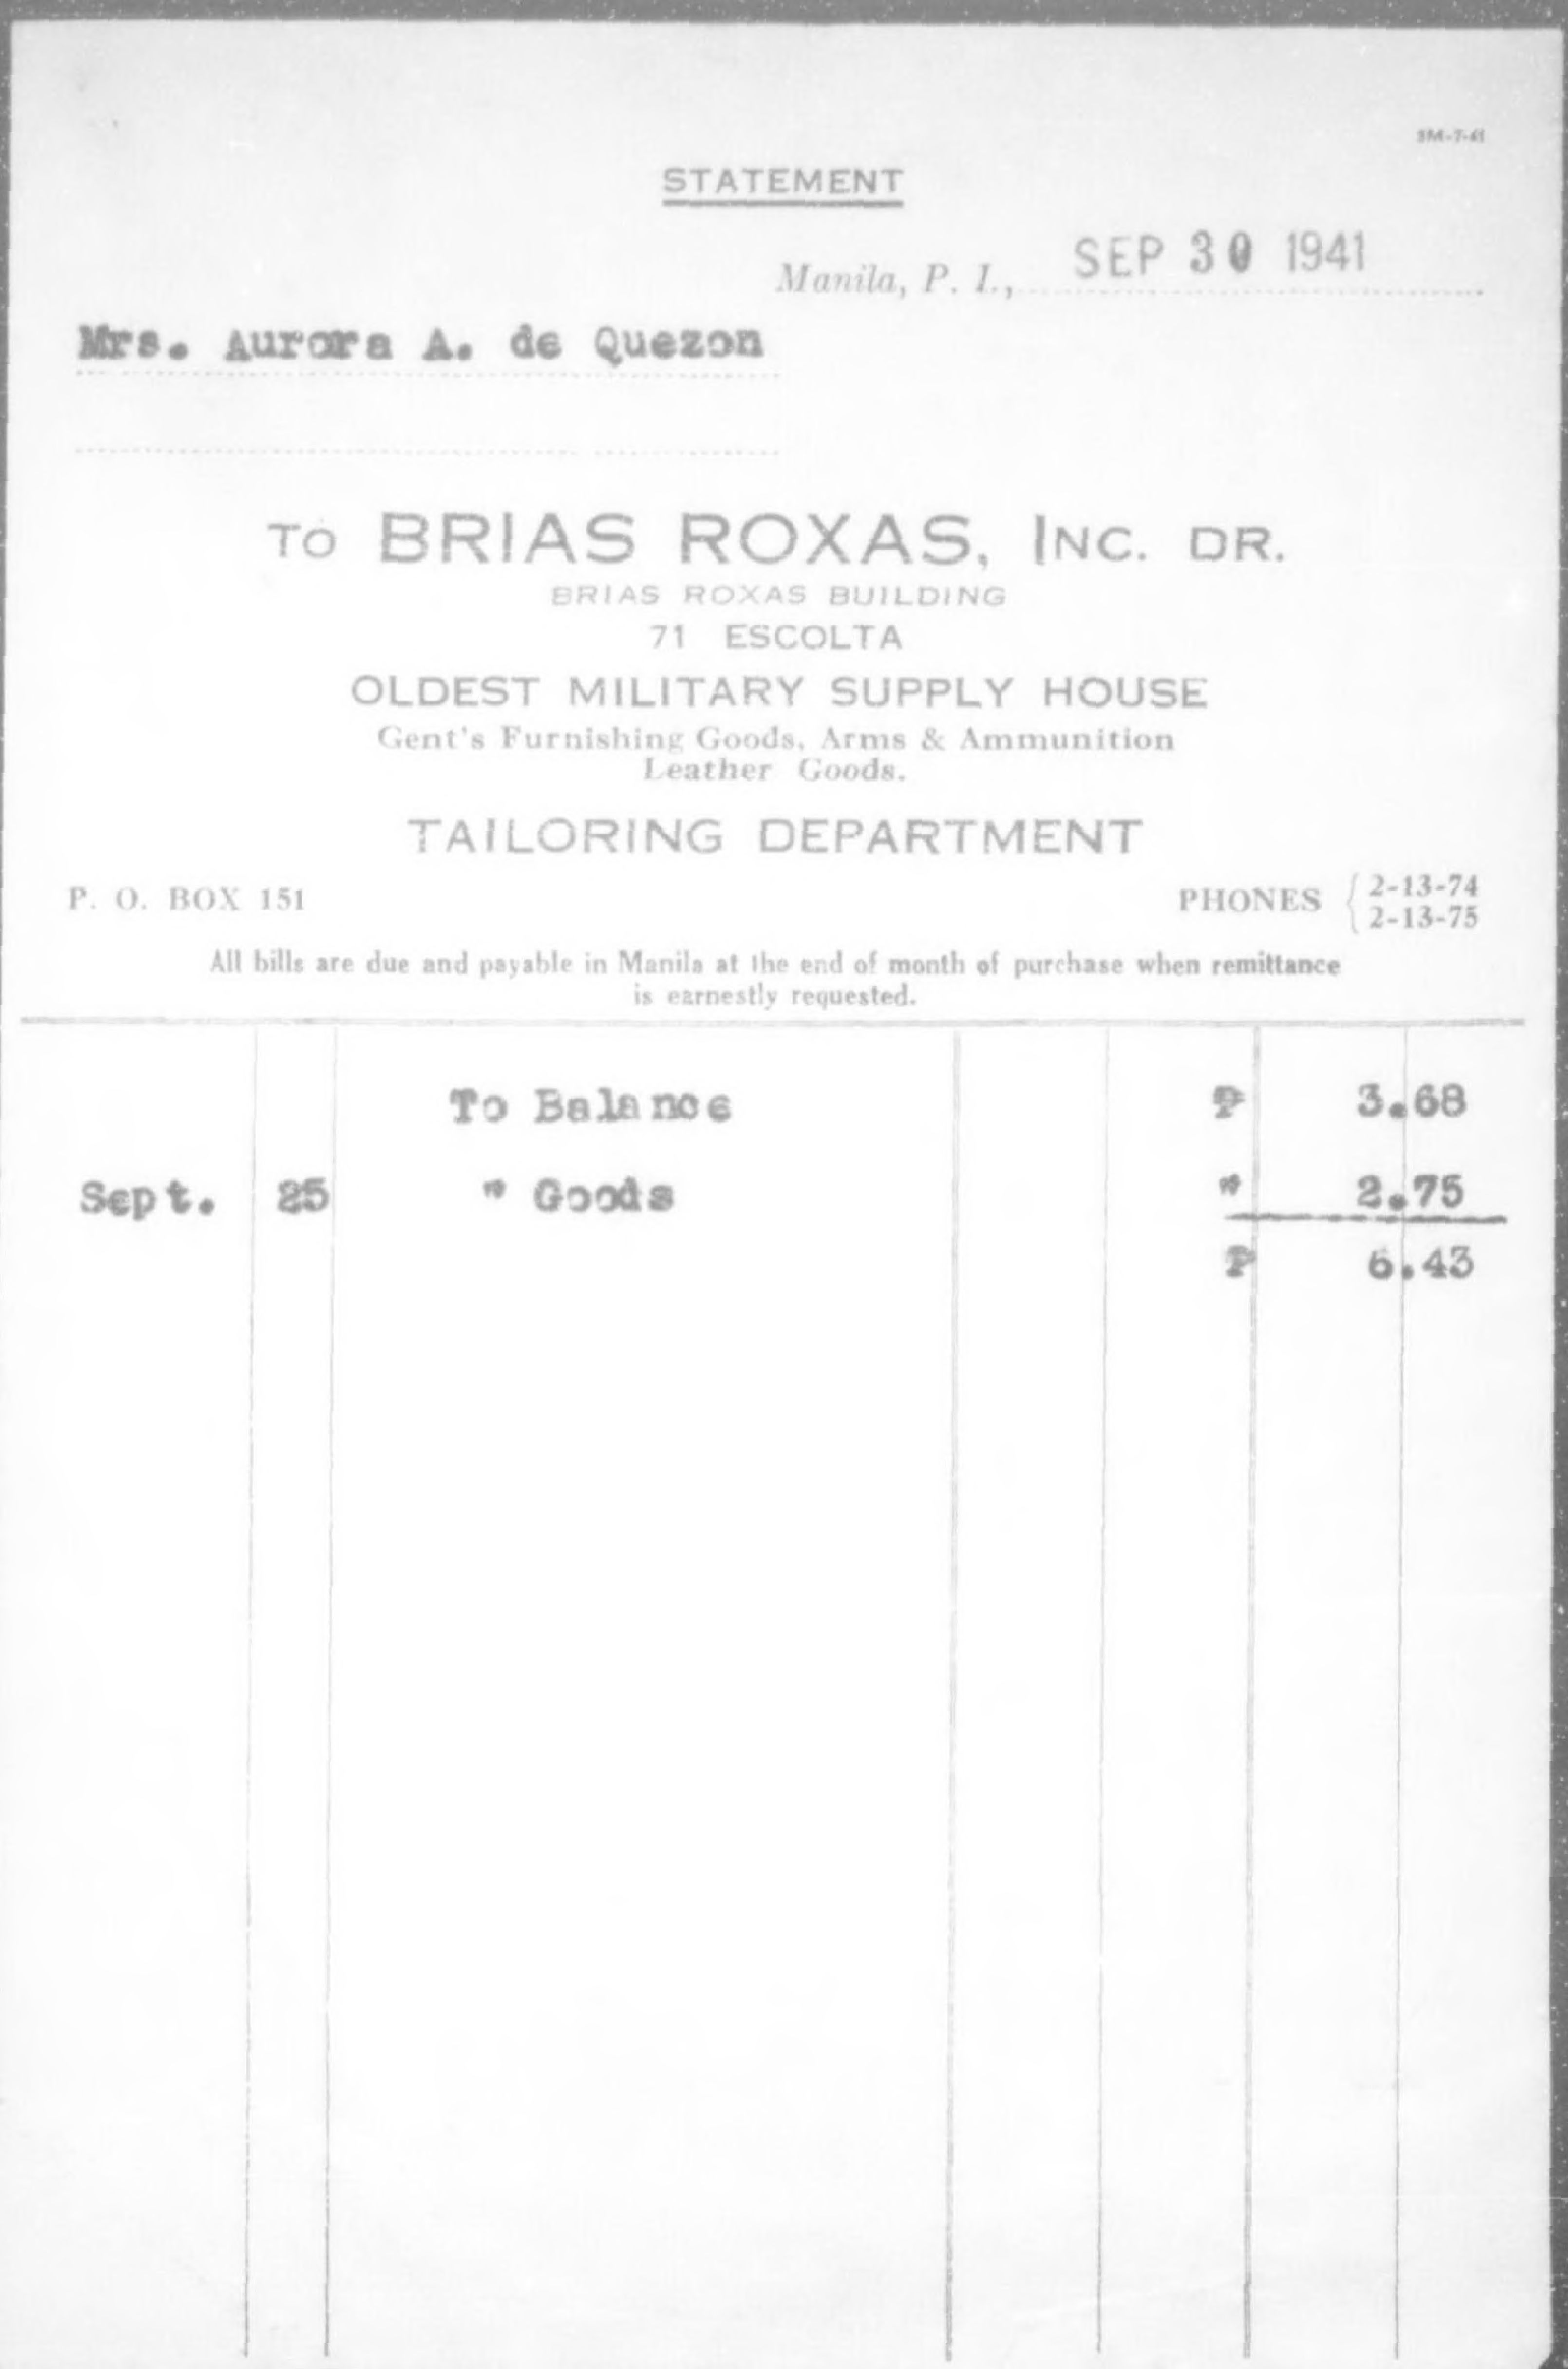 3M-7-41
STATEMENT
Manila, P. I., SEP 30 1941
Mrs. Aurora A. de Quezon
TO BRIAS ROXAS, INC. DR.
BRIAS ROXAS BUILDING
71 ESCOLTA
OLDEST MILITARY SUPPLY HOUSE
Gent's Furnishing Goods, Arms & Ammunition
Leather Goods.
TAILORING DEPARTMENT
P. O. BOX 151 PHONES { 2-13-74
2-13-75
All bills are due and payable in Manila at the end of month of purchase when remittance
is earnestly requested.
To Balance ₱ 3.68
Sept. 25 " Goods " 2.75
₱ 6.43